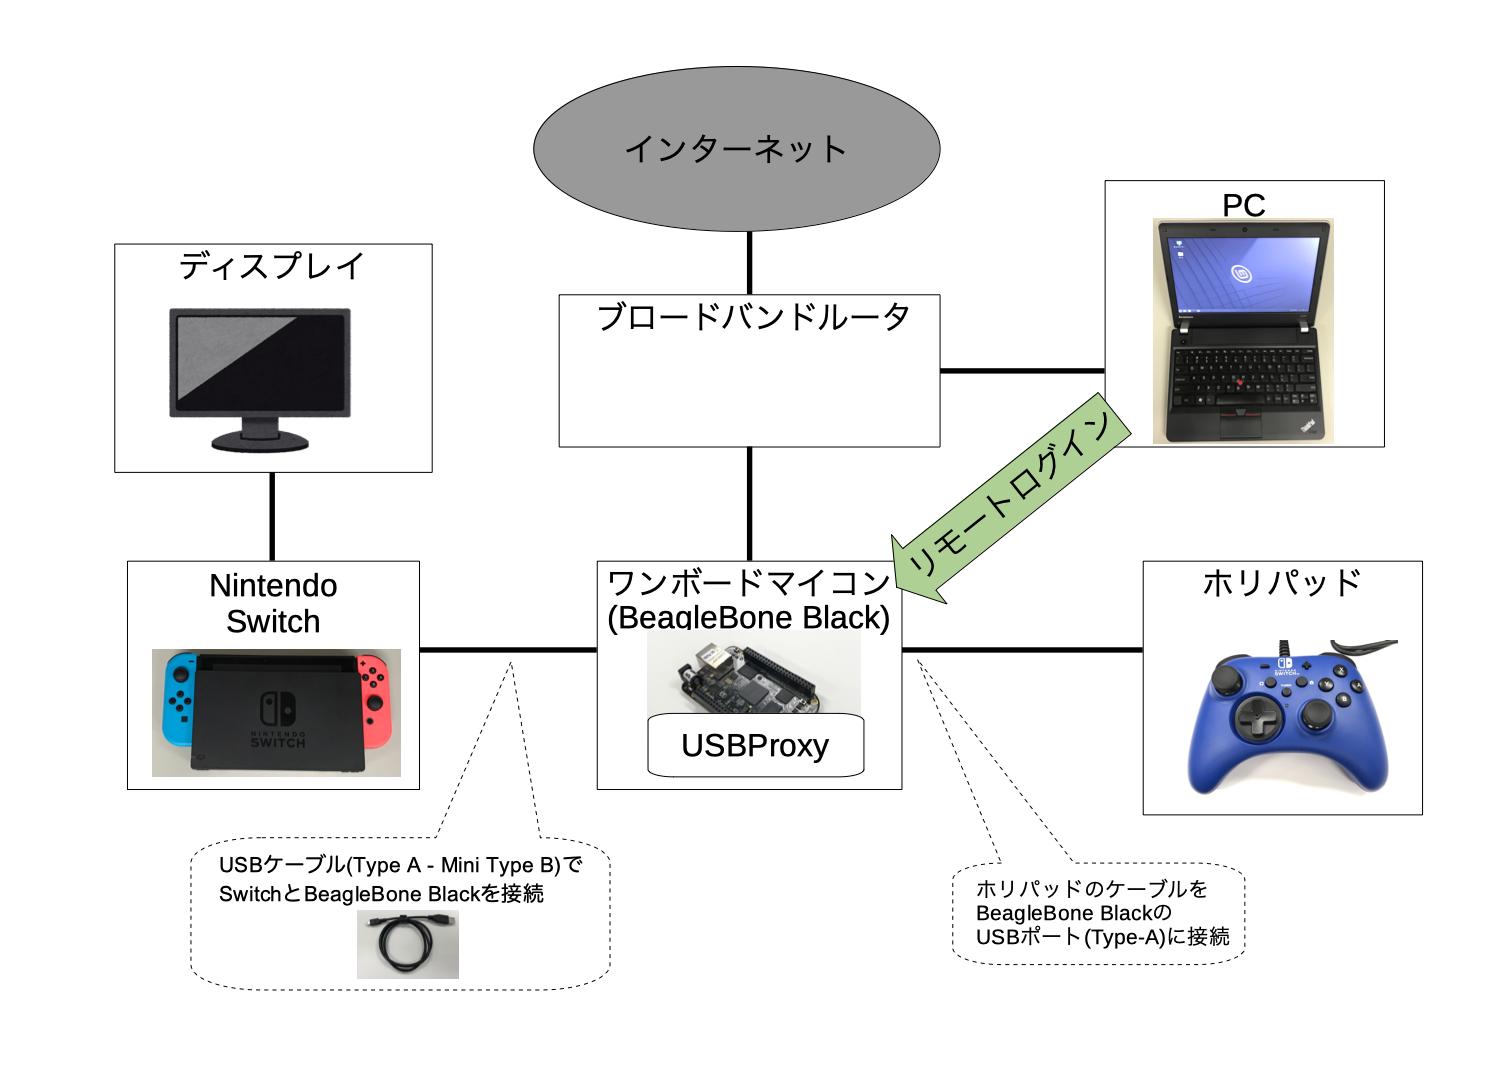 インターネット
PC
ディスプレイ
ブロードバンドルータ
リモートログイン
Nintendo
Switch
NINTENDO
SWITCH
ワンボードマイコン
(BeagleBone Black)
USBProxy
ホリパッド
NINTENDO
SWITCH
USBケーブル(Type A - Mini Type B)で
SwitchとBeagleBone Blackを接続
ホリパッドのケーブルを
BeagleBone Blackの
USBポート(Type-A)に接続
ThinkPad